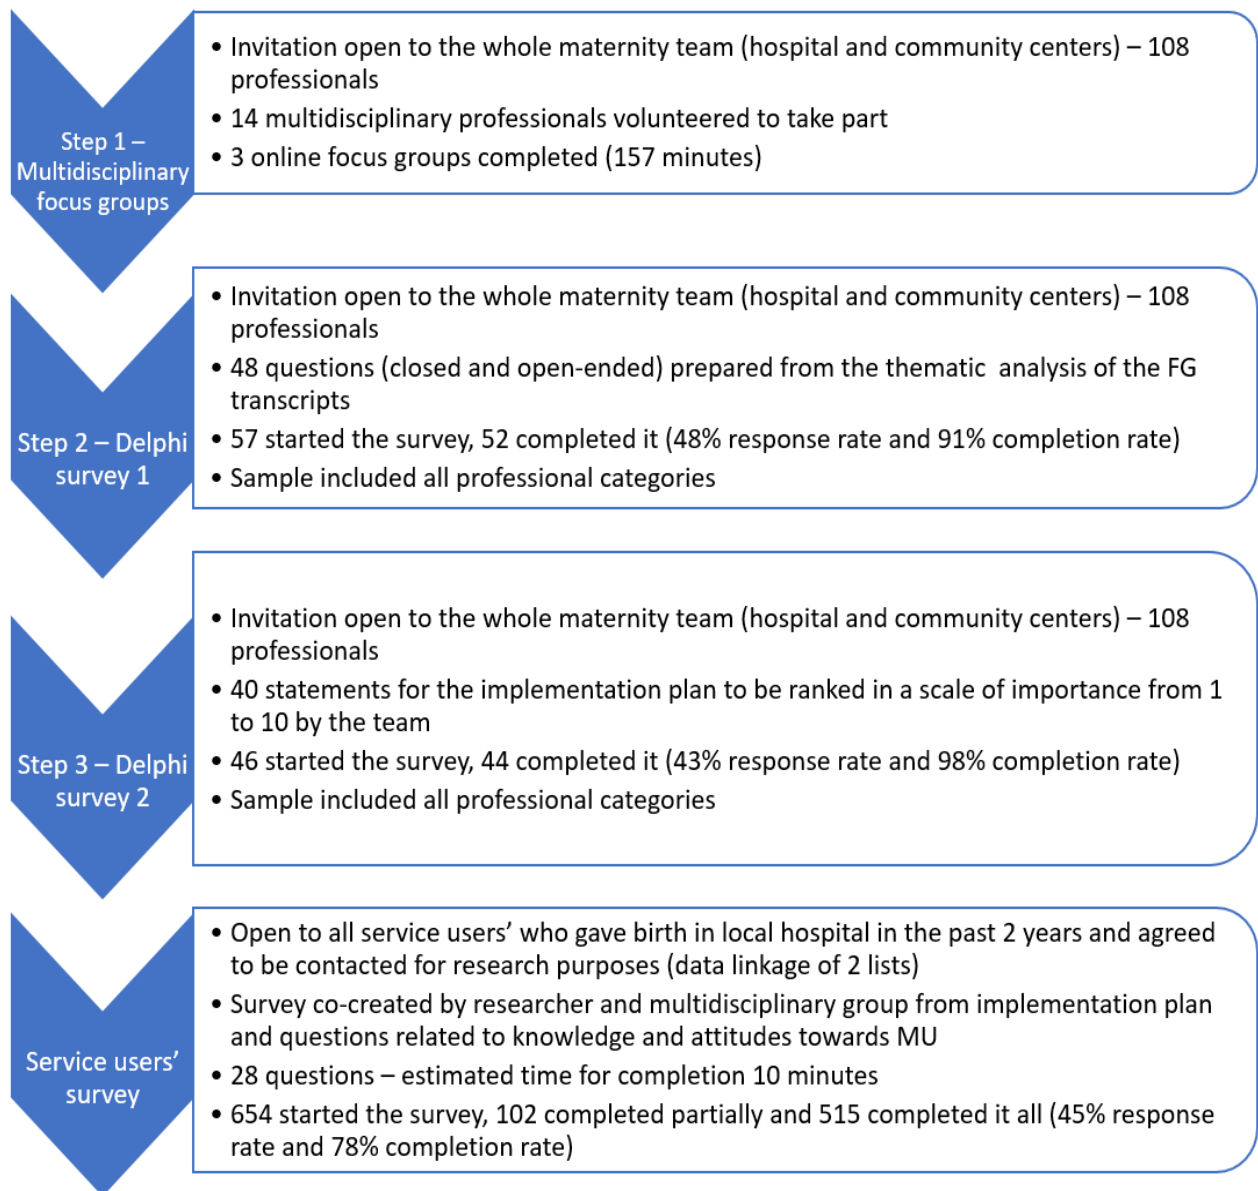 Step 1 –
Multidisciplinary
focus groups
• Invitation open to the whole maternity team (hospital and community centers) – 108
professionals
• 14 multidisciplinary professionals volunteered to take part
• 3 online focus groups completed (157 minutes)
Step 2 – Delphi
survey 1
• Invitation open to the whole maternity team (hospital and community centers) – 108
professionals
• 48 questions (closed and open-ended) prepared from the thematic analysis of the FG
transcripts
• 57 started the survey, 52 completed it (48% response rate and 91% completion rate)
• Sample included all professional categories
Step 3 – Delphi
survey 2
• Invitation open to the whole maternity team (hospital and community centers) – 108
professionals
• 40 statements for the implementation plan to be ranked in a scale of importance from 1
to 10 by the team
• 46 started the survey, 44 completed it (43% response rate and 98% completion rate)
• Sample included all professional categories
Service users’
survey
• Open to all service users’ who gave birth in local hospital in the past 2 years and agreed
to be contacted for research purposes (data linkage of 2 lists)
• Survey co-created by researcher and multidisciplinary group from implementation plan
and questions related to knowledge and attitudes towards MU
• 28 questions – estimated time for completion 10 minutes
• 654 started the survey, 102 completed partially and 515 completed it all (45% response
rate and 78% completion rate)